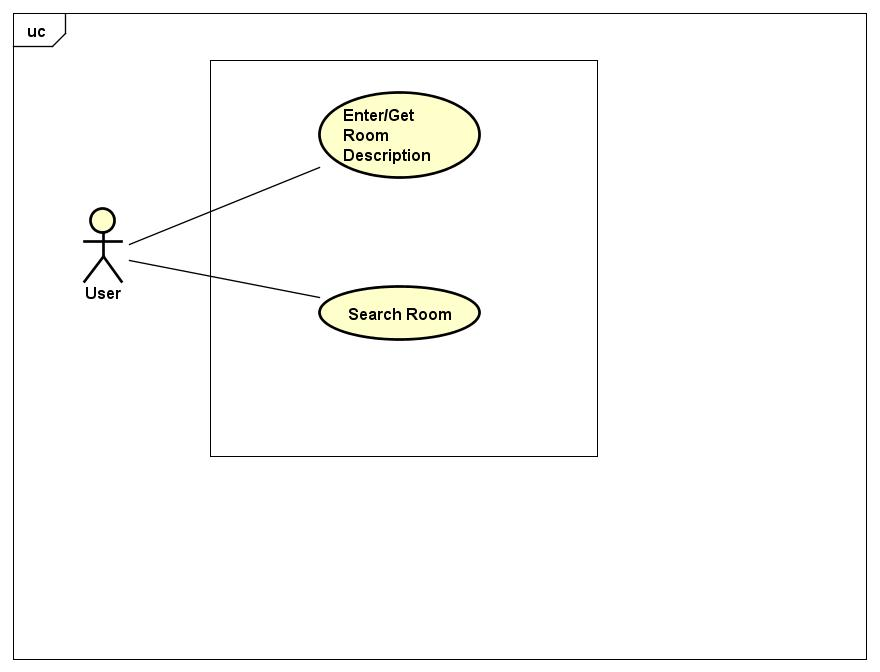 uc
Enter/Get
Room
Description
User
Search Room